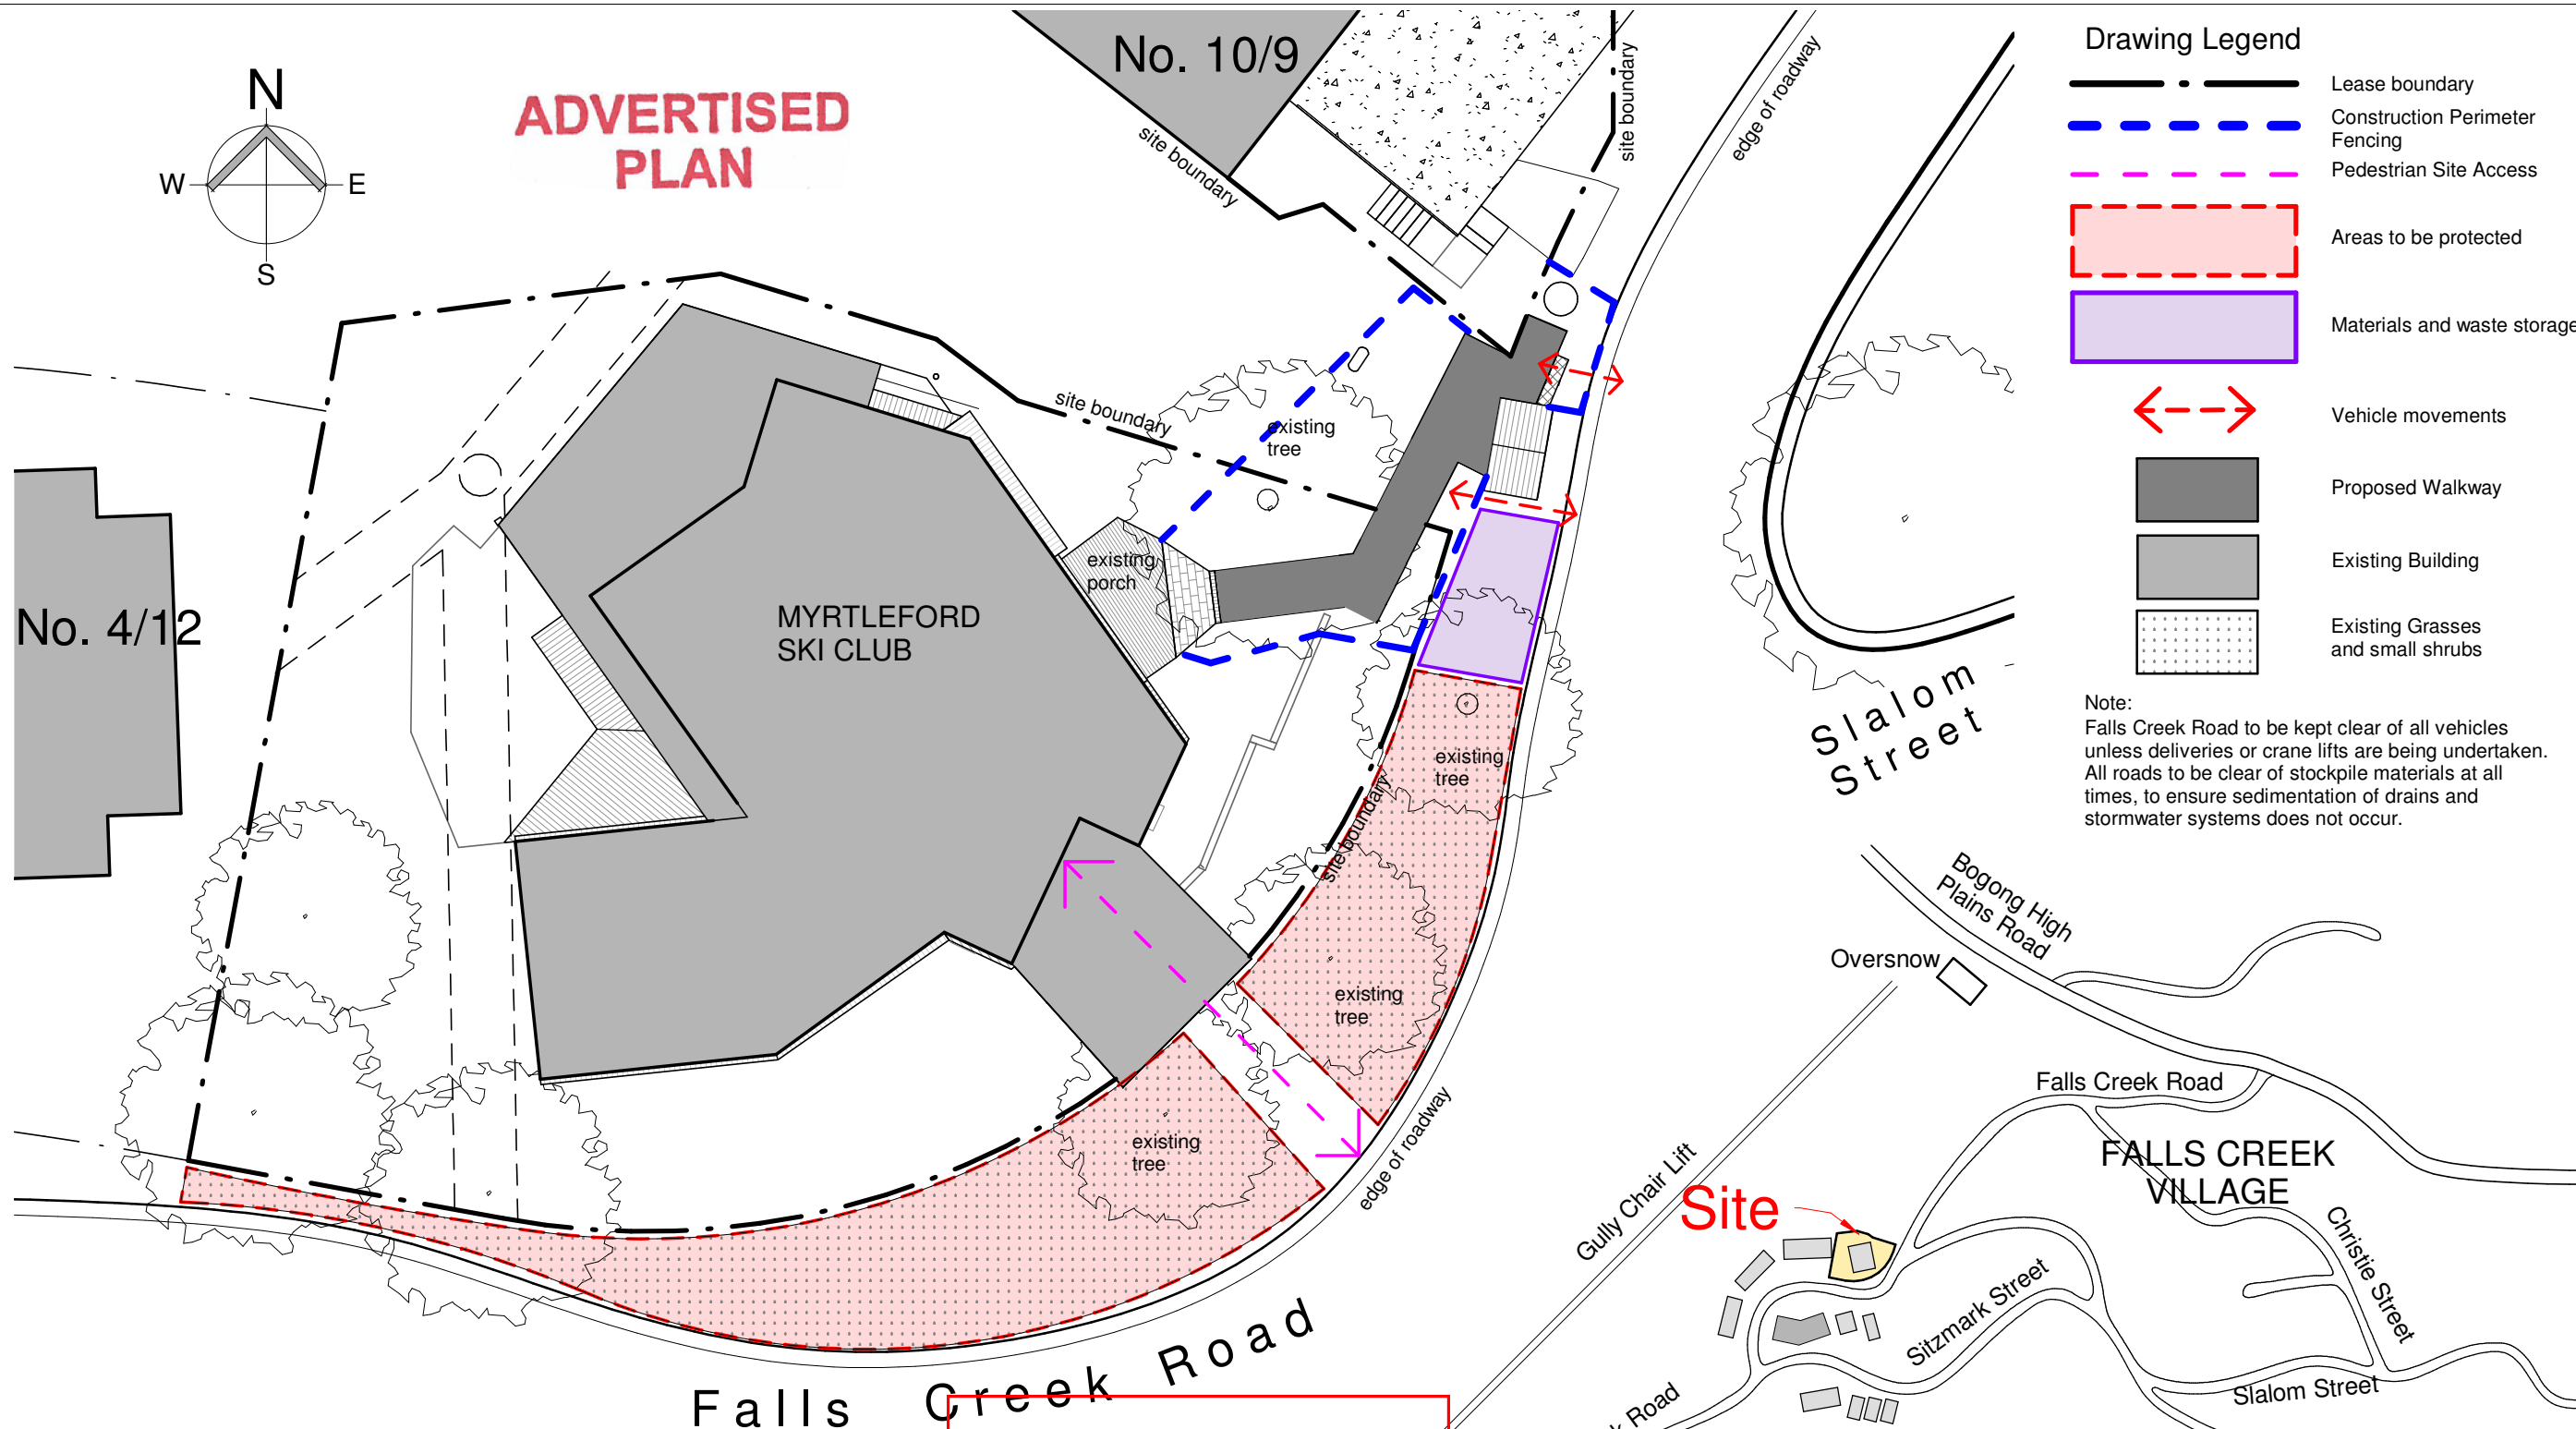 No. 10/9
site boundary
site boundary
edge of roadway
N
W
E
S
ADVERTISED
PLAN
Drawing Legend
Lease boundary
Construction Perimeter
Fencing
Pedestrian Site Access
Areas to be protected
Materials and waste storage
Vehicle movements
Proposed Walkway
Existing Building
Existing Grasses
and small shrubs
Note:
Falls Creek Road to be kept clear of all vehicles
unless deliveries or crane lifts are being undertaken.
All roads to be clear of stockpile materials at all
times, to ensure sedimentation of drains and
stormwater systems does not occur.
site boundary
existing
tree
existing
porch
No. 4/12
MYRTLEFORD
SKI CLUB
Slalom
Street
existing
tree
site boundary
existing
tree
existing
tree
edge of roadway
Falls Creek Road
Bogong High
Plains Road
Oversnow
Falls Creek Road
FALLS CREEK
VILLAGE
Gully Chair Lift
Site
Christie Street
Sitzmark Street
Slalom Street
k Road